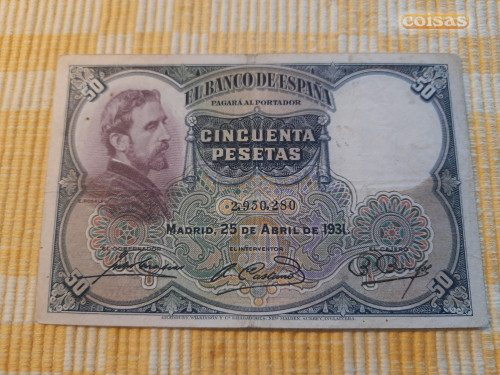 coisas
50
50
EL BANCO DE ESPAÑA
PAGARÁ AL PORTADOR
CINCUENTA
PESETAS
2,950,280
MADRID, 25 DE ABRIL DE 1931
EL GOBERNADOR
EL INTERVENTOR
EL CAJERO
50
50